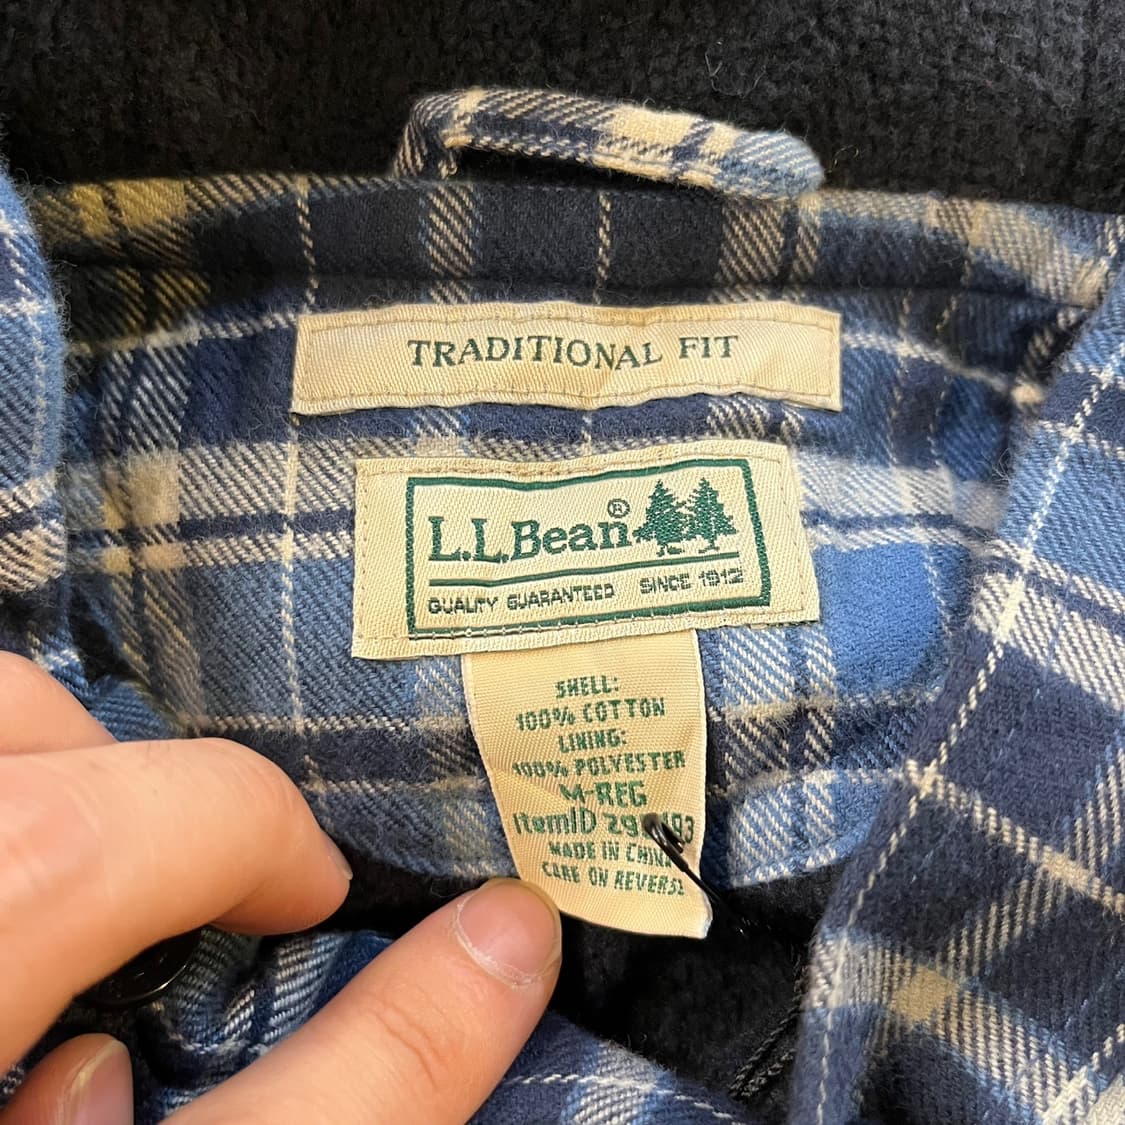 TRADITIONAL FIT
L.L.Bean®
QUALITY GUARANTEED SINCE 1912
SHELL:
100% COTTON
LINING:
100% POLYESTER
M-REG
ItemID
MADE IN CHINA
CARE ON REVERSE